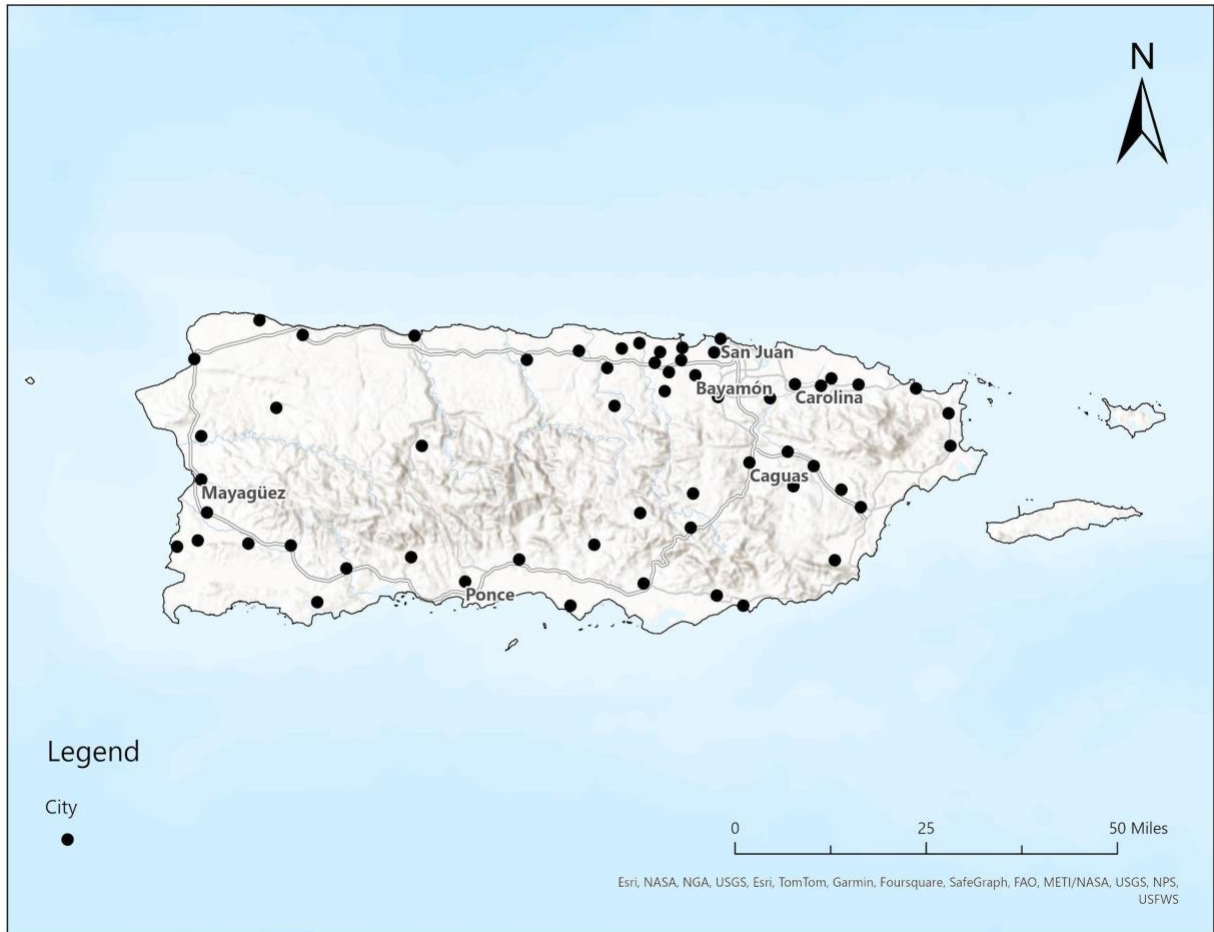 N
San Juan
Bayamón
Carolina
Caguas
Mayagüez
Ponce
Legend
City
0 25 50 Miles
Esri, NASA, NGA, USGS, Esri, TomTom, Garmin, Foursquare, SafeGraph, FAO, METI/NASA, USGS, NPS,
USFWS